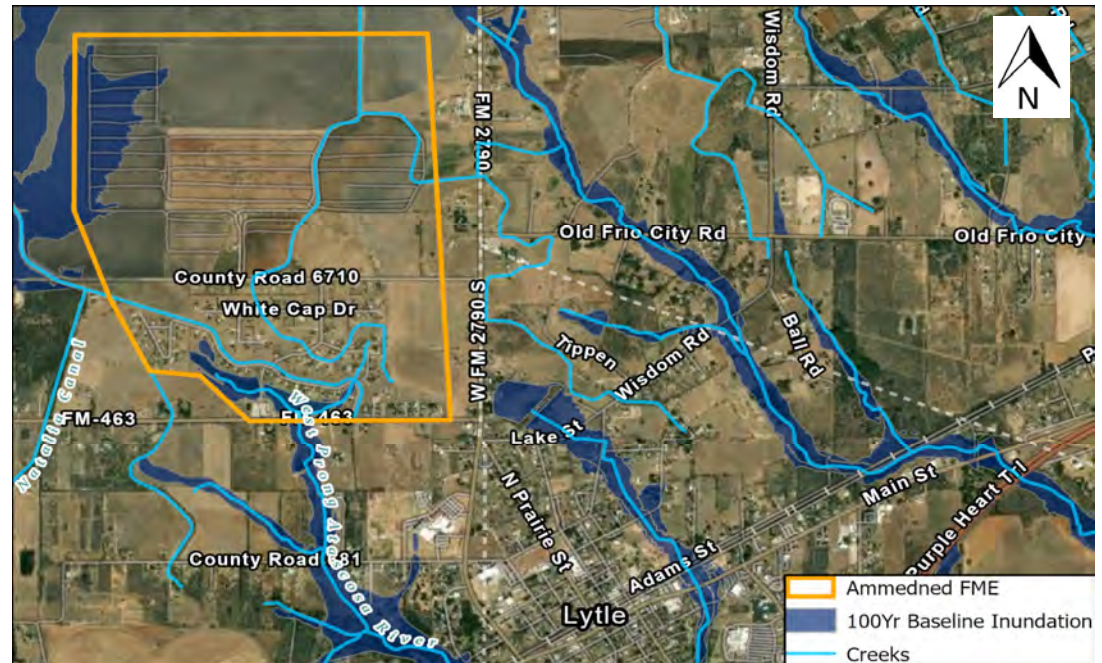 Wisdom Rd
N
FM 2790
Old Frio City Rd
Old Frio City
County Road 6710
White Cap Dr
W FM 2790 S
Tippen
Wisdom Rd
Ball Rd
Natalia Canal
FM-463
FM-463
West Prong Atascosa River
Lake St
N Prairie St
Main St
Purple Heart Trl
County Road 681
Adams St
Lytle
Ammedned FME
100Yr Baseline Inundation
Creeks